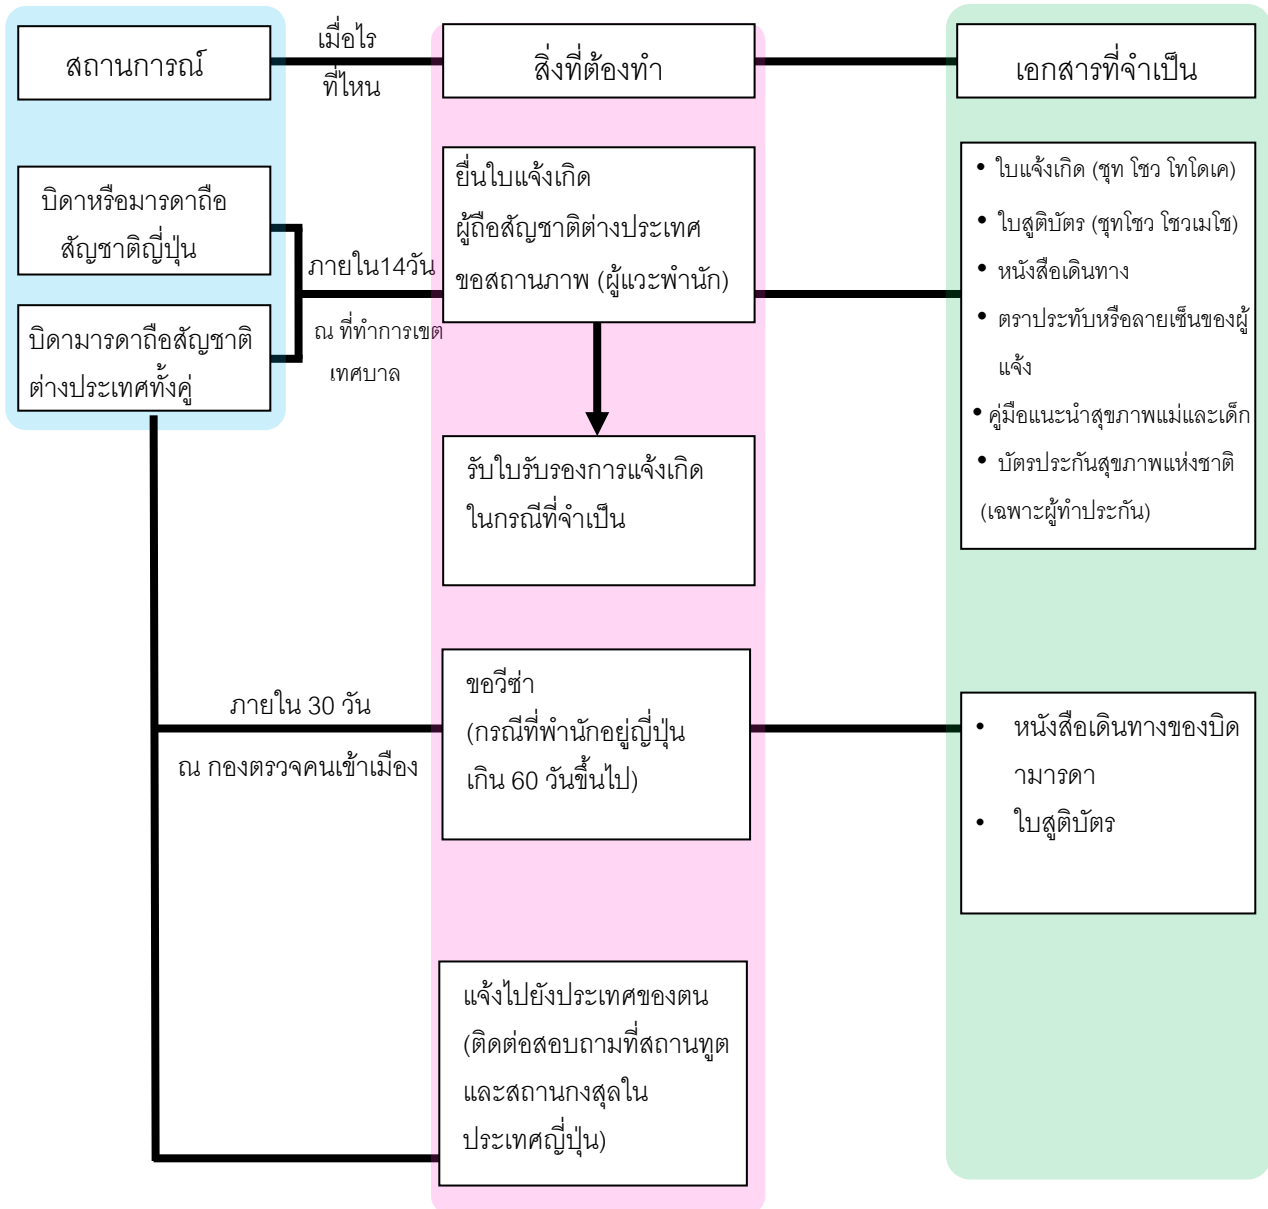 สถานการณ์
เมื่อไร
ที่ไหน
สิ่งที่ต้องทำ
เอกสารที่จำเป็น
บิดาหรือมารดาถือ
สัญชาติญี่ปุ่น
บิดามารดาถือสัญชาติ
ต่างประเทศทั้งคู่
ภายใน14วัน
ณ ที่ทำการเขต
เทศบาล
ยื่นใบแจ้งเกิด
ผู้ถือสัญชาติต่างประเทศ
ขอสถานภาพ (ผู้แวะพำนัก)
• ใบแจ้งเกิด (ชุท โชว โทโดเค)
• ใบสูติบัตร (ชุทโชว โชวเมโช)
• หนังสือเดินทาง
• ตราประทับหรือลายเซ็นของผู้
แจ้ง
• คู่มือแนะนำสุขภาพแม่และเด็ก
• บัตรประกันสุขภาพแห่งชาติ
(เฉพาะผู้ทำประกัน)
รับใบรับรองการแจ้งเกิด
ในกรณีที่จำเป็น
ภายใน 30 วัน
ณ กองตรวจคนเข้าเมือง
ขอวีซ่า
(กรณีที่พำนักอยู่ญี่ปุ่น
เกิน 60 วันขึ้นไป)
• หนังสือเดินทางของบิด
ามารดา
• ใบสูติบัตร
แจ้งไปยังประเทศของตน
(ติดต่อสอบถามที่สถานทูต
และสถานกงสุลใน
ประเทศญี่ปุ่น)